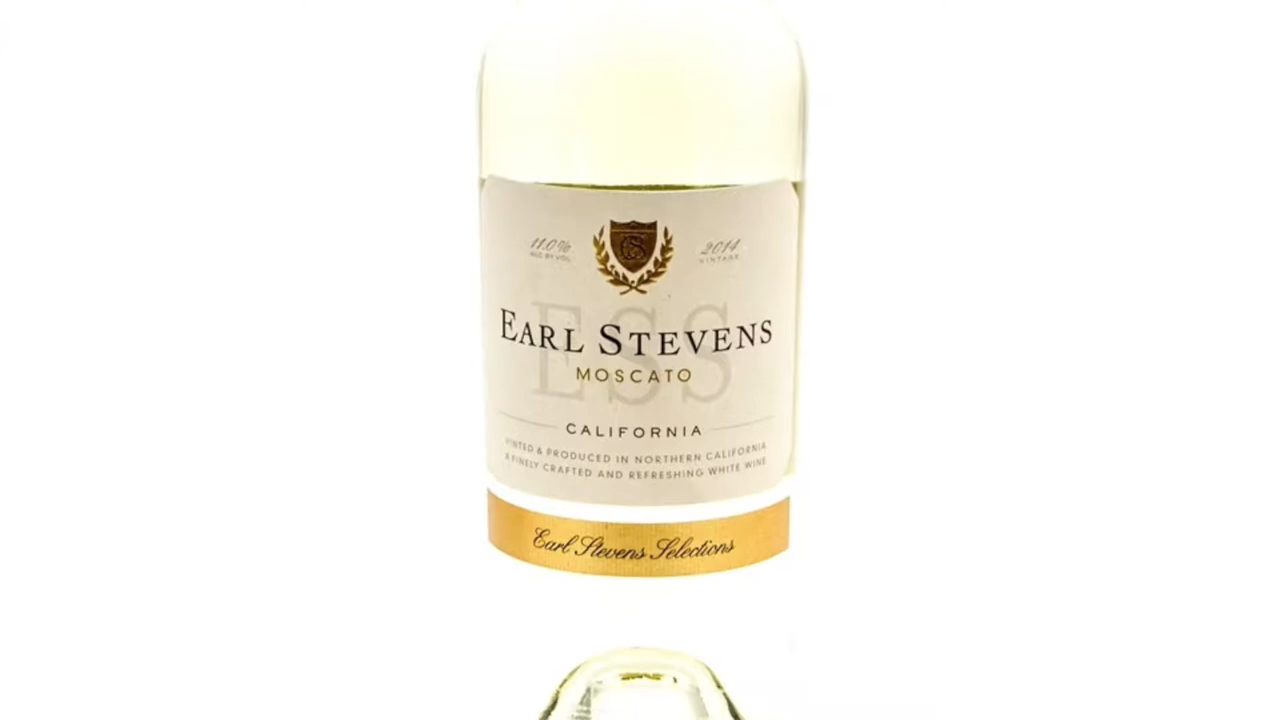 11.0%
ALC BY VOL
2014
VINTAGE
ESS
EARL STEVENS
MOSCATO
CALIFORNIA
VINTED & PRODUCED IN NORTHERN CALIFORNIA
A FINELY CRAFTED AND REFRESHING WHITE WINE
Earl Stevens Selections